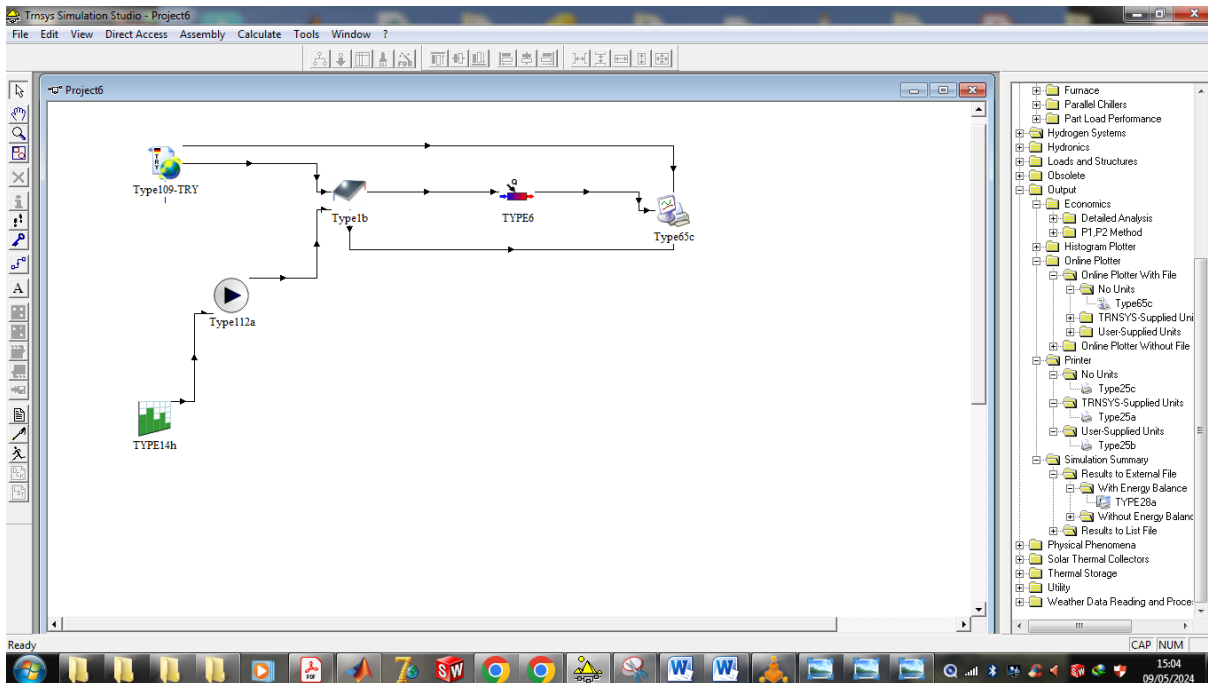 Trnsys Simulation Studio - Project6
File Edit View Direct Access Assembly Calculate Tools Window ?
Project6
TRY
Type109-TRY
Type1b
Q
TYPE6
Type65c
Type112a
TYPE14h
A
Furnace
Parallel Chillers
Part Load Performance
Hydrogen Systems
Hydronics
Loads and Structures
Obsolete
Output
Economics
Detailed Analysis
P1,P2 Method
Histogram Plotter
Online Plotter
Online Plotter With File
No Units
Type65c
TRNSYS-Supplied Uni
User-Supplied Units
Online Plotter Without File
Printer
No Units
Type25c
TRNSYS-Supplied Units
Type25a
User-Supplied Units
Type25b
Simulation Summary
Results to External File
With Energy Balance
TYPE28a
Without Energy Balanc
Results to List File
Physical Phenomena
Solar Thermal Collectors
Thermal Storage
Utility
Weather Data Reading and Proce
Ready
CAP NUM
15:04
09/05/2024